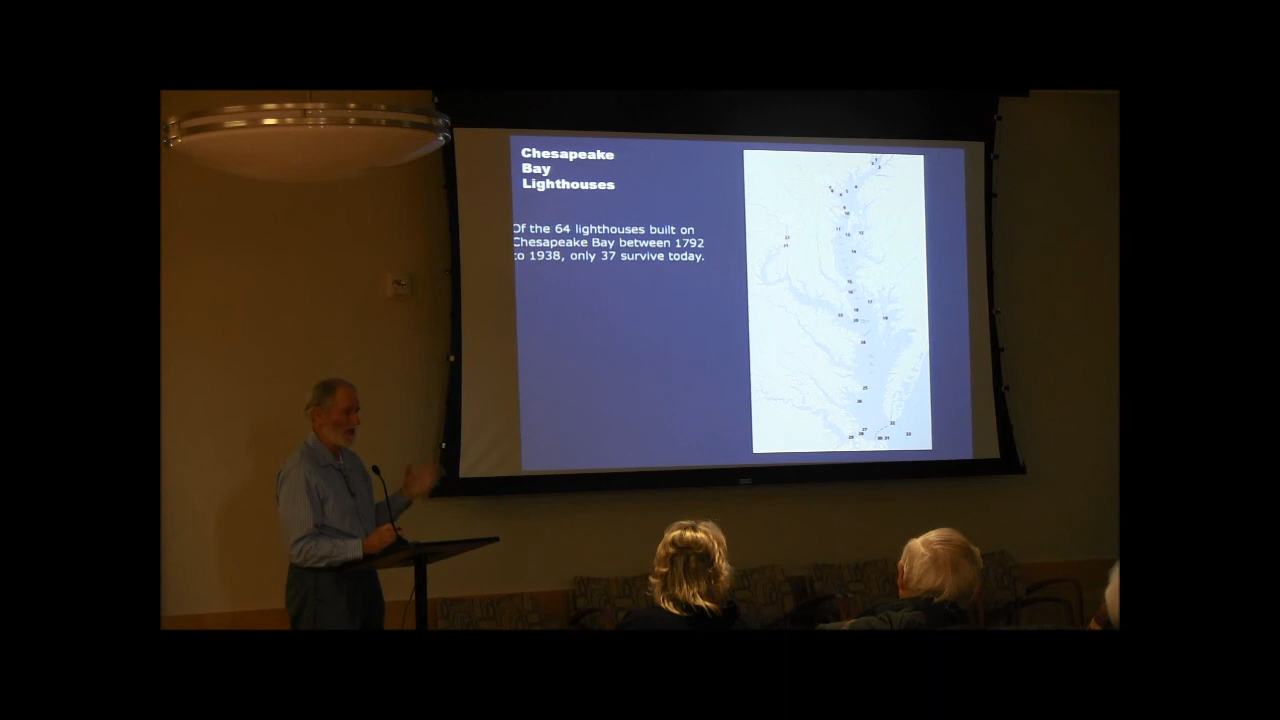 Chesapeake
Bay
Lighthouses
Of the 64 lighthouses built on
Chesapeake Bay between 1792
to 1938, only 37 survive today.